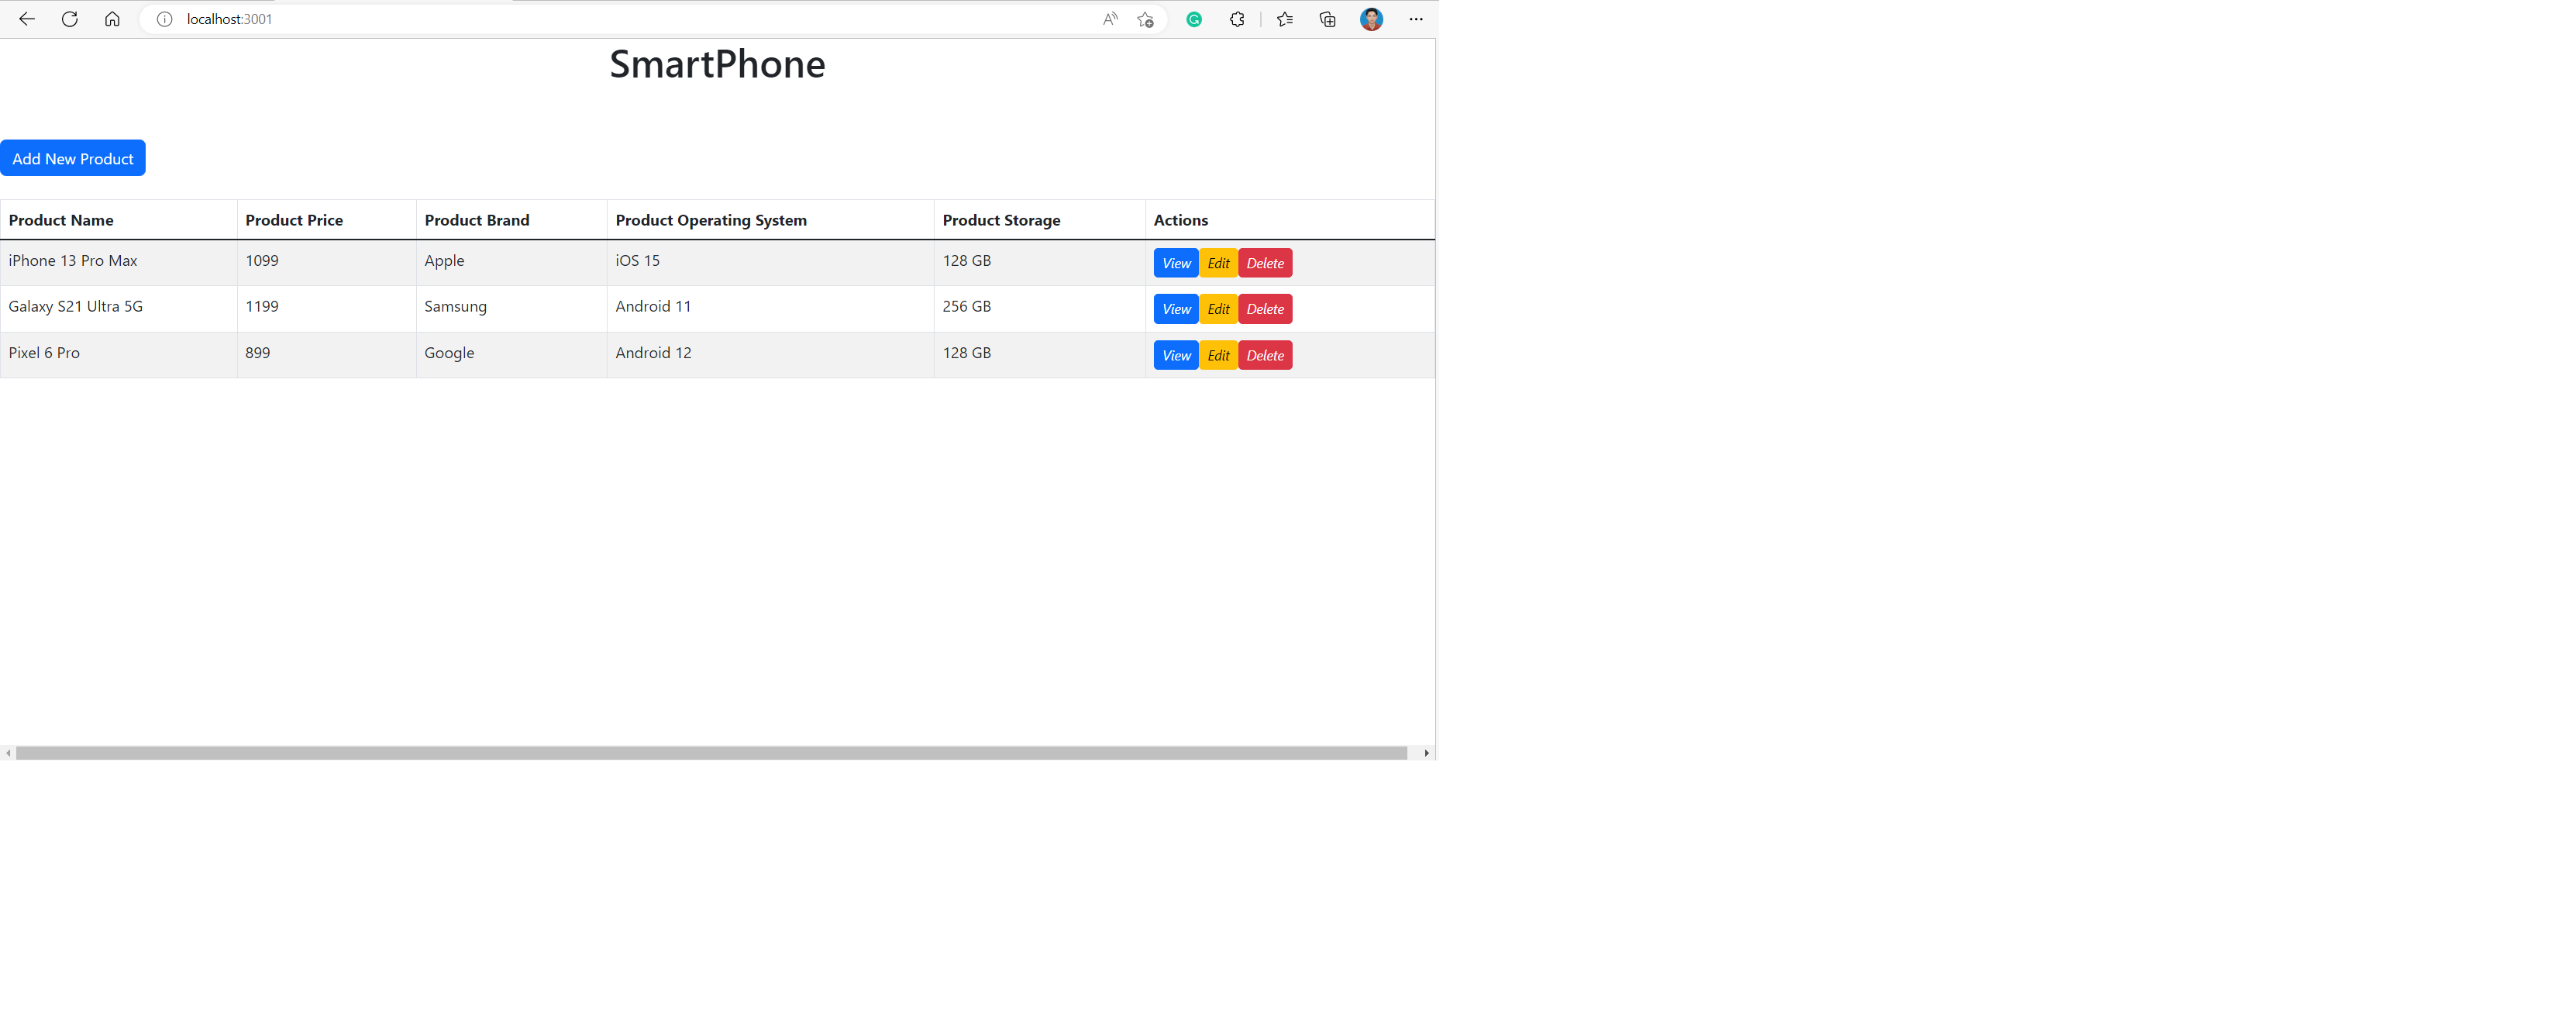 localhost:3001
SmartPhone
Add New Product
Product Name Product Price Product Brand Product Operating System Product Storage Actions
iPhone 13 Pro Max 1099 Apple iOS 15 128 GB View Edit Delete
Galaxy S21 Ultra 5G 1199 Samsung Android 11 256 GB View Edit Delete
Pixel 6 Pro 899 Google Android 12 128 GB View Edit Delete